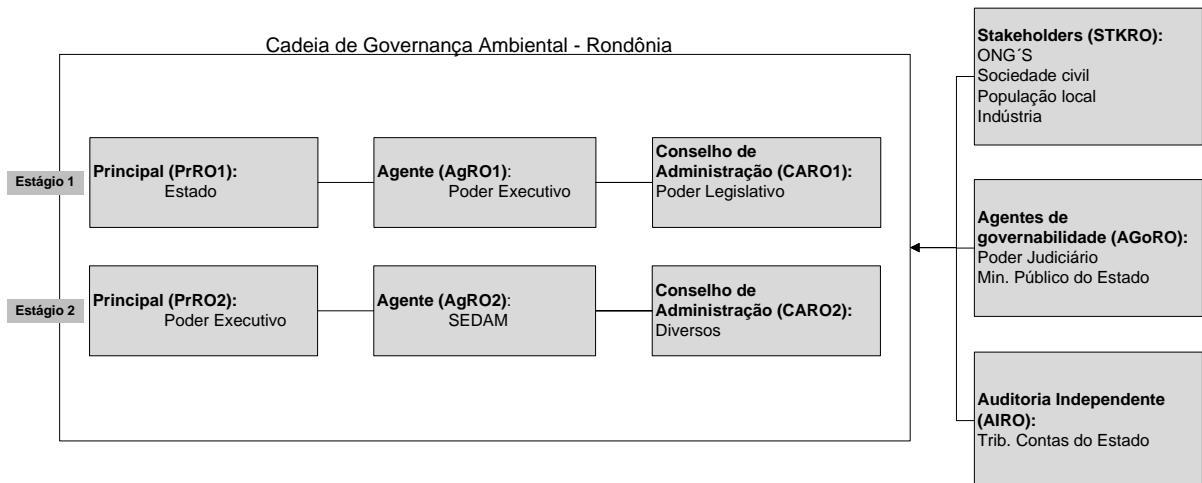 Cadeia de Governança Ambiental - Rondônia
Estágio 1
Principal (PrRO1):
Estado
Agente (AgRO1):
Poder Executivo
Conselho de
Administração (CARO1):
Poder Legislativo
Estágio 2
Principal (PrRO2):
Poder Executivo
Agente (AgRO2):
SEDAM
Conselho de
Administração (CARO2):
Diversos
Stakeholders (STKRO):
ONG´S
Sociedade civil
População local
Indústria
Agentes de
governabilidade (AGoRO):
Poder Judiciário
Min. Público do Estado
Auditoria Independente
(AIRO):
Trib. Contas do Estado